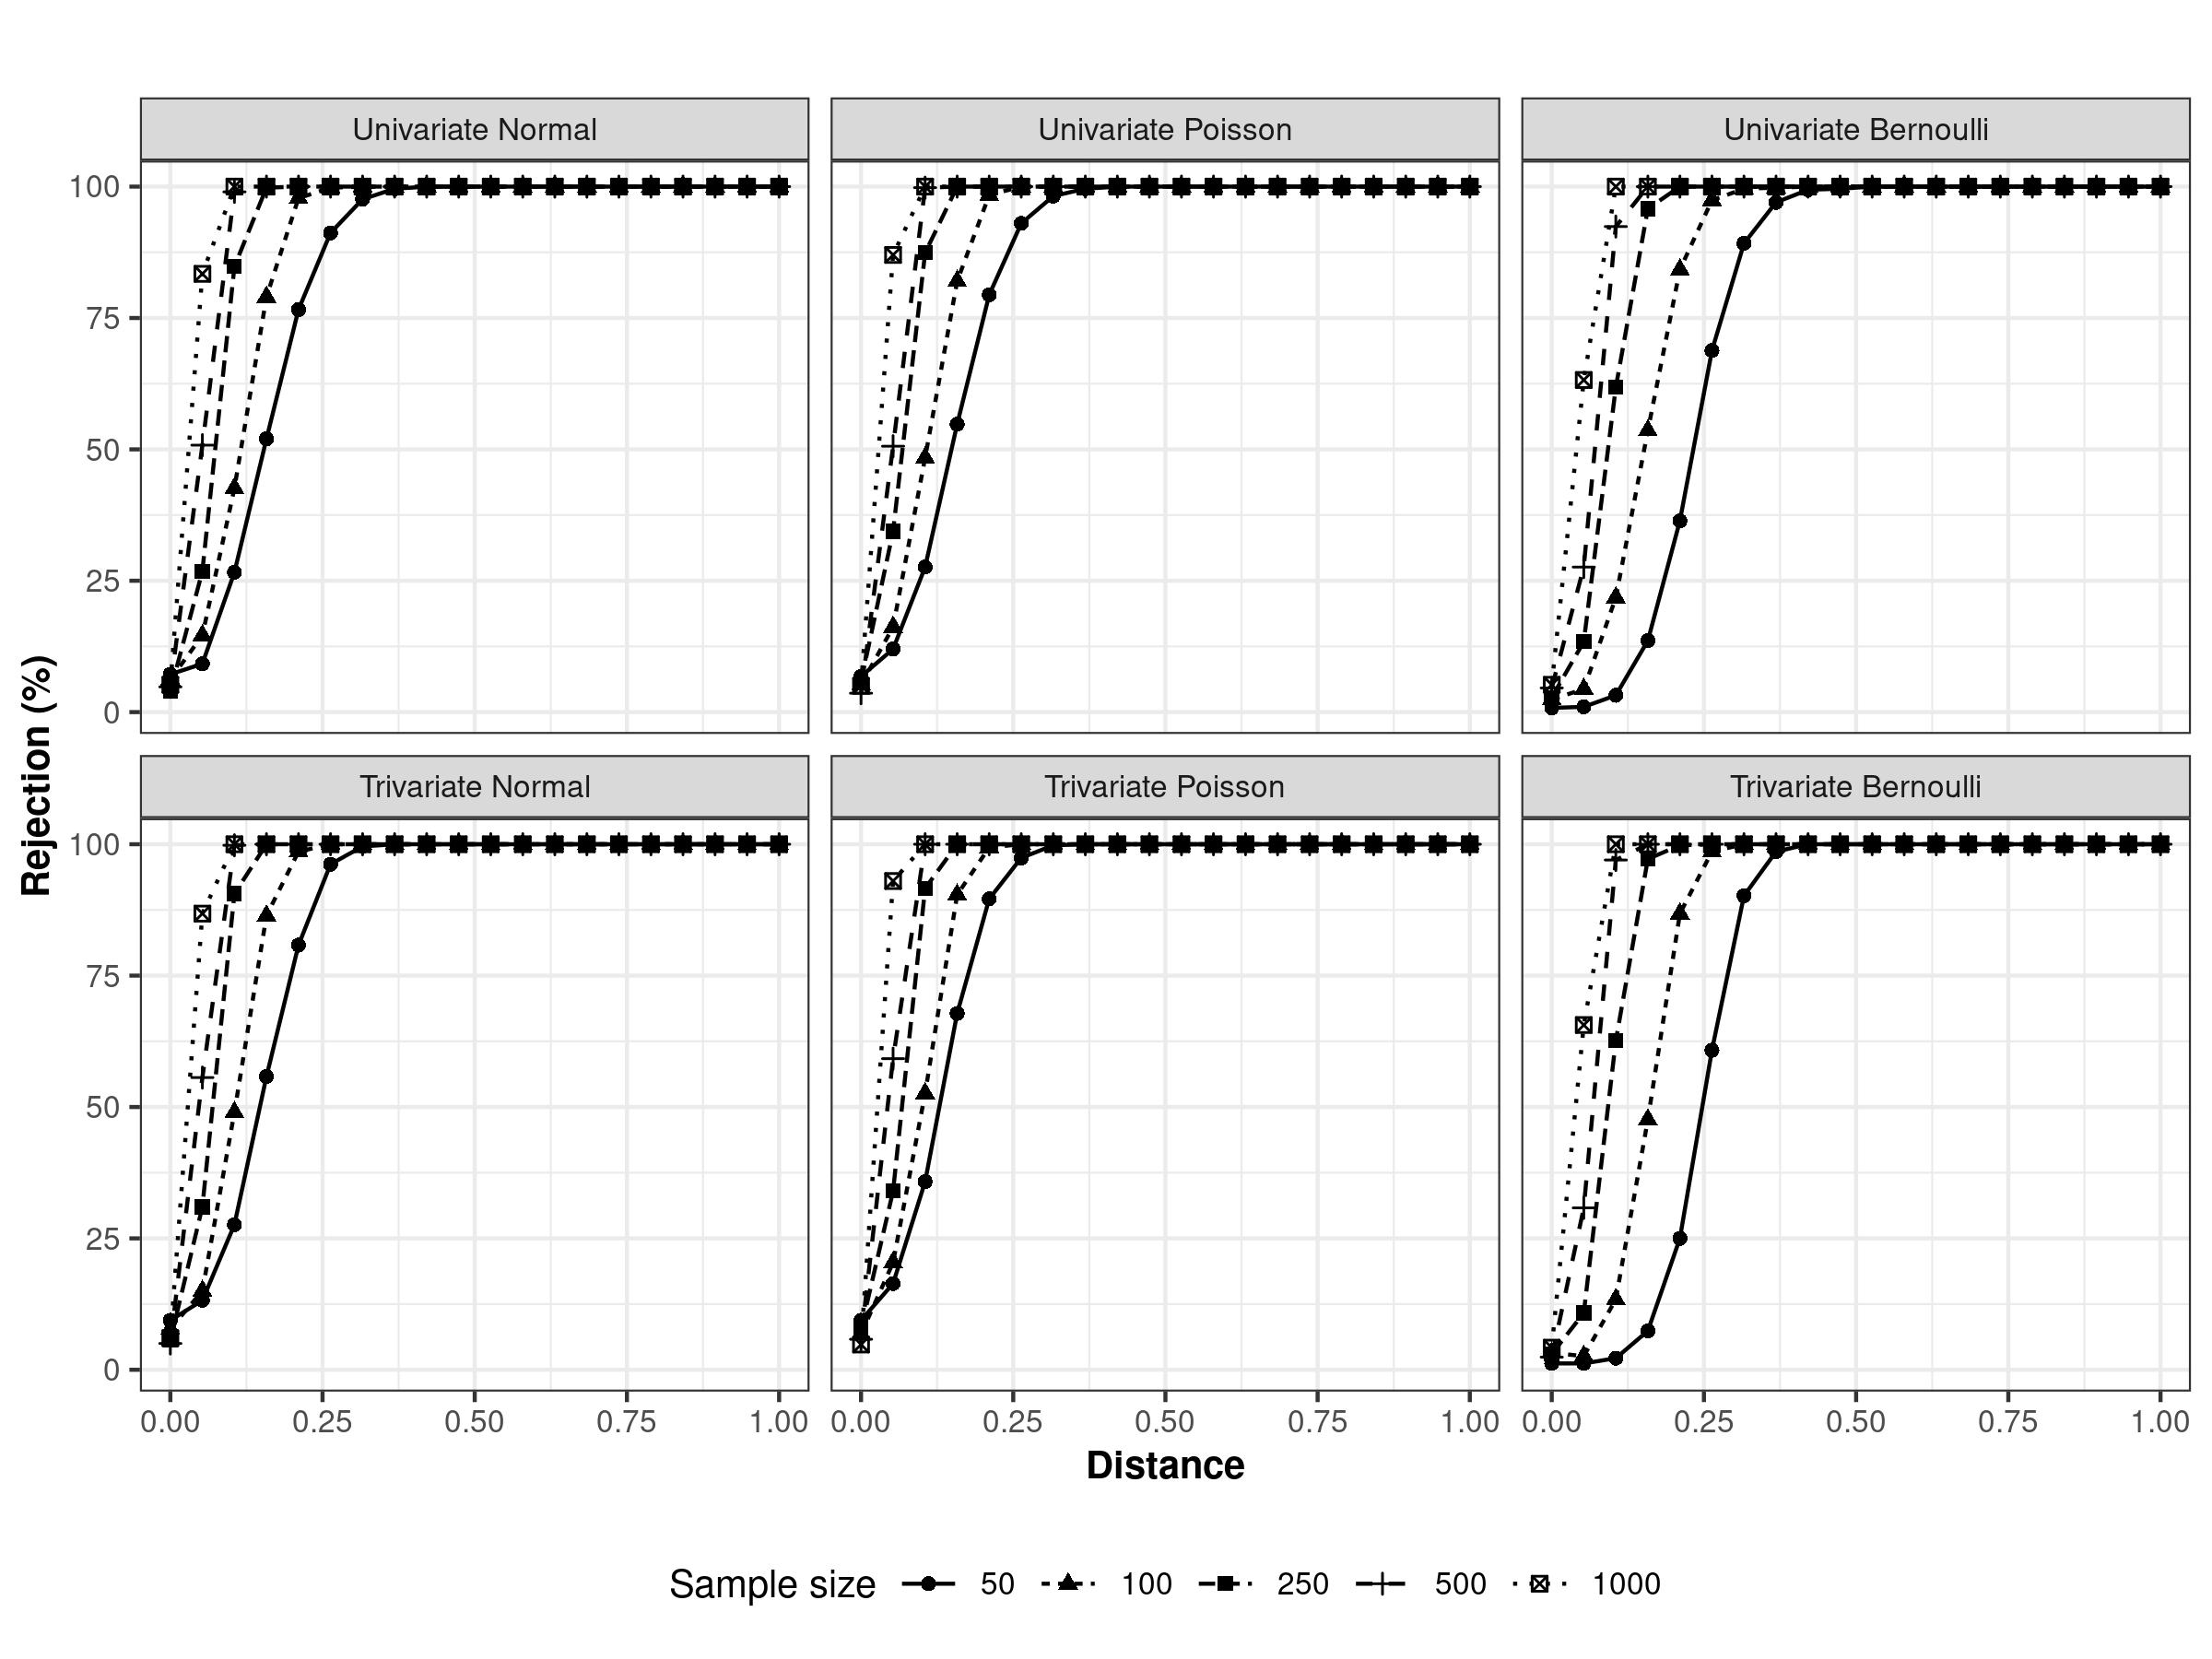 Univariate Normal Univariate Poisson Univariate Bernoulli
100
75
50
25
0
Rejection (%)
Trivariate Normal Trivariate Poisson Trivariate Bernoulli
100
75
50
25
0
0.00 0.25 0.50 0.75 1.00 0.00 0.25 0.50 0.75 1.00 0.00 0.25 0.50 0.75 1.00
Distance
Sample size 50 100 250 500 1000